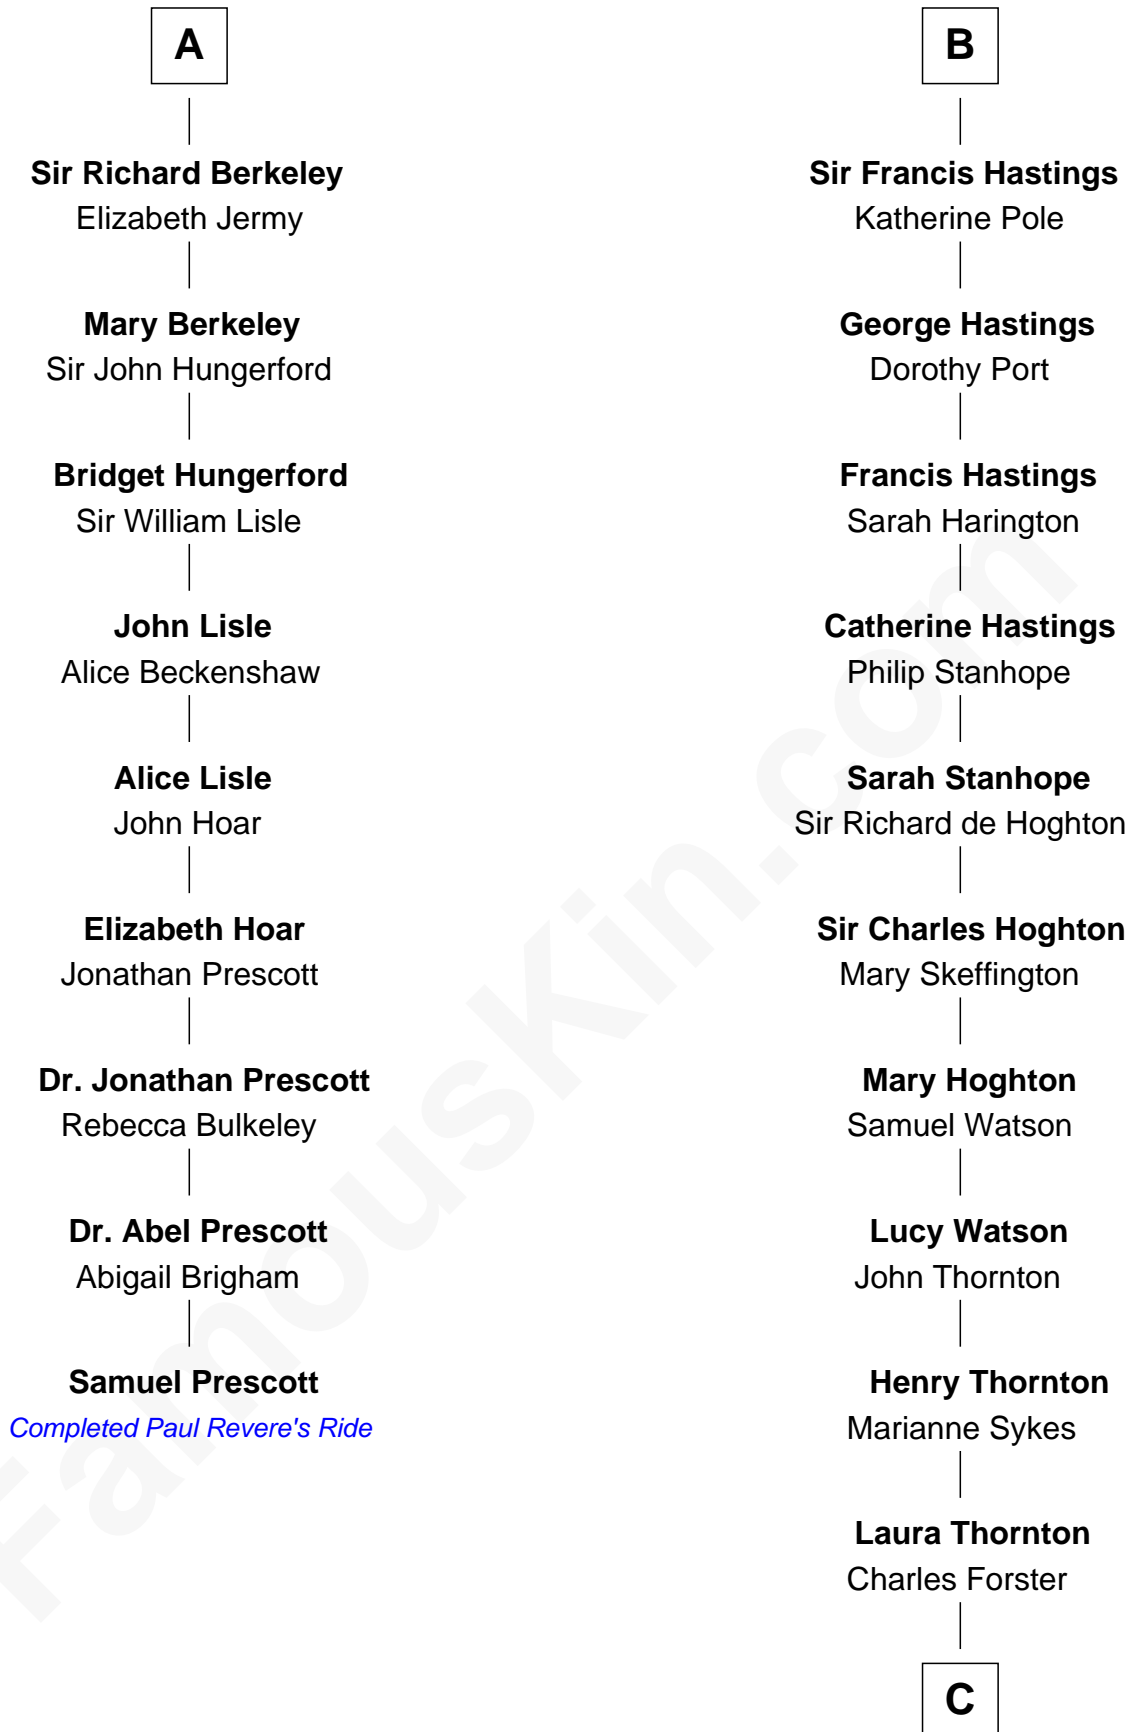 A
Sir Richard Berkeley
Elizabeth Jermy
Mary Berkeley
Sir John Hungerford
Bridget Hungerford
Sir William Lisle
John Lisle
Alice Beckenshaw
Alice Lisle
John Hoar
Elizabeth Hoar
Jonathan Prescott
Dr. Jonathan Prescott
Rebecca Bulkeley
Dr. Abel Prescott
Abigail Brigham
Samuel Prescott
Completed Paul Revere's Ride
B
Sir Francis Hastings
Katherine Pole
George Hastings
Dorothy Port
Francis Hastings
Sarah Harington
Catherine Hastings
Philip Stanhope
Sarah Stanhope
Sir Richard de Hoghton
Sir Charles Hoghton
Mary Skeffington
Mary Hoghton
Samuel Watson
Lucy Watson
John Thornton
Henry Thornton
Marianne Sykes
Laura Thornton
Charles Forster
C
FamousKin.com